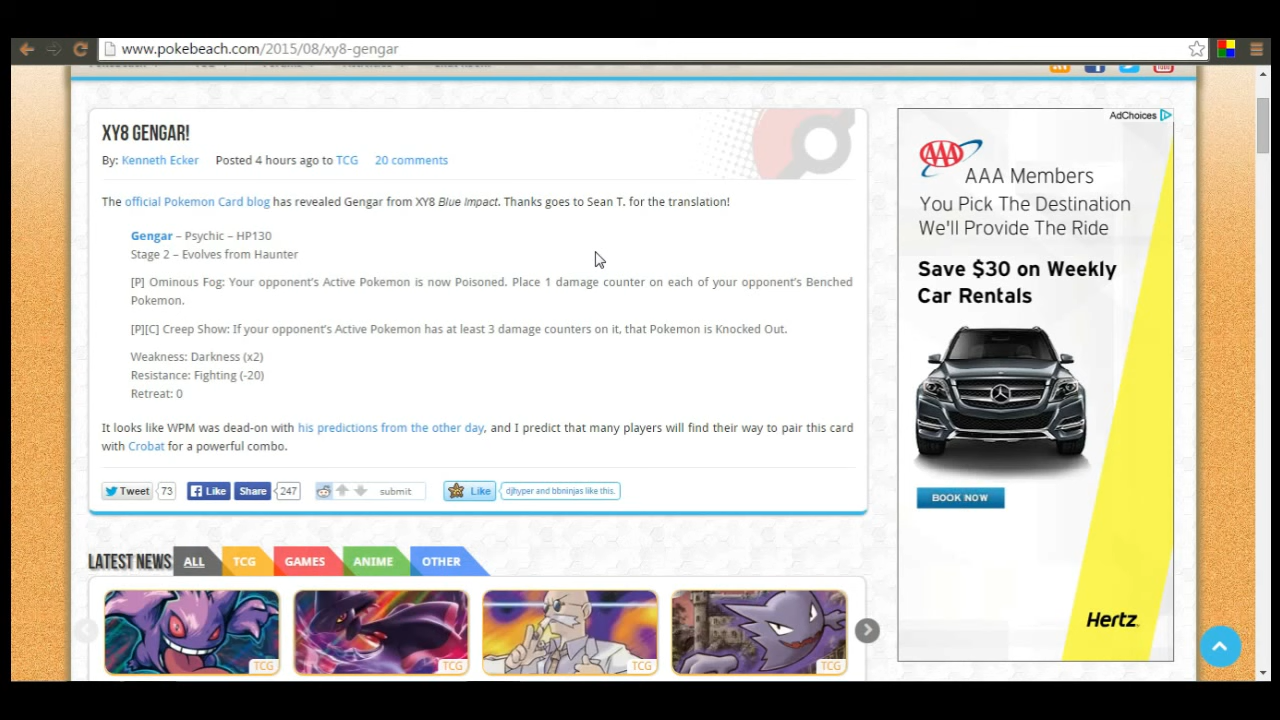 www.pokebeach.com/2015/08/xy8-gengar
AdChoices
XY8 GENGAR!
By: Kenneth Ecker Posted 4 hours ago to TCG 20 comments
The official Pokemon Card blog has revealed Gengar from XY8 Blue Impact. Thanks goes to Sean T. for the translation!
Gengar – Psychic – HP130
Stage 2 – Evolves from Haunter
[P] Ominous Fog: Your opponent's Active Pokemon is now Poisoned. Place 1 damage counter on each of your opponent's Benched
Pokemon.
[P][C] Creep Show: If your opponent's Active Pokemon has at least 3 damage counters on it, that Pokemon is Knocked Out.
Weakness: Darkness (x2)
Resistance: Fighting (-20)
Retreat: 0
It looks like WPM was dead-on with his predictions from the other day, and I predict that many players will find their way to pair this card
with Crobat for a powerful combo.
Tweet 73 Like Share 247 submit Like djhyper and bbninjas like this.
LATEST NEWS ALL TCG GAMES ANIME OTHER
TCG TCG TCG TCG
AAA
AAA Members
You Pick The Destination
We'll Provide The Ride
Save $30 on Weekly
Car Rentals
BOOK NOW
Hertz.